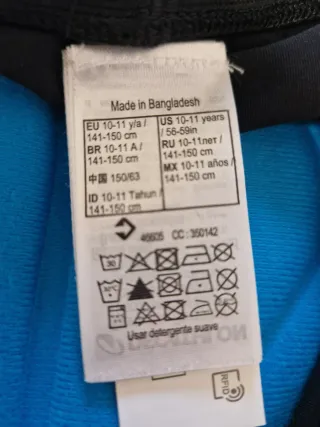 Made in Bangladesh
EU 10-11 y/a /
141-150 cm
BR 10-11 A /
141-150 cm
中国 150/63
ID 10-11 Tahun /
141-150 cm
US 10-11 years
/ 56-59in
RU 10-11лет /
141-150 cm
MX 10-11 años /
141-150 cm
46605 CC : 350142
30
Usar detergente suave
RFID